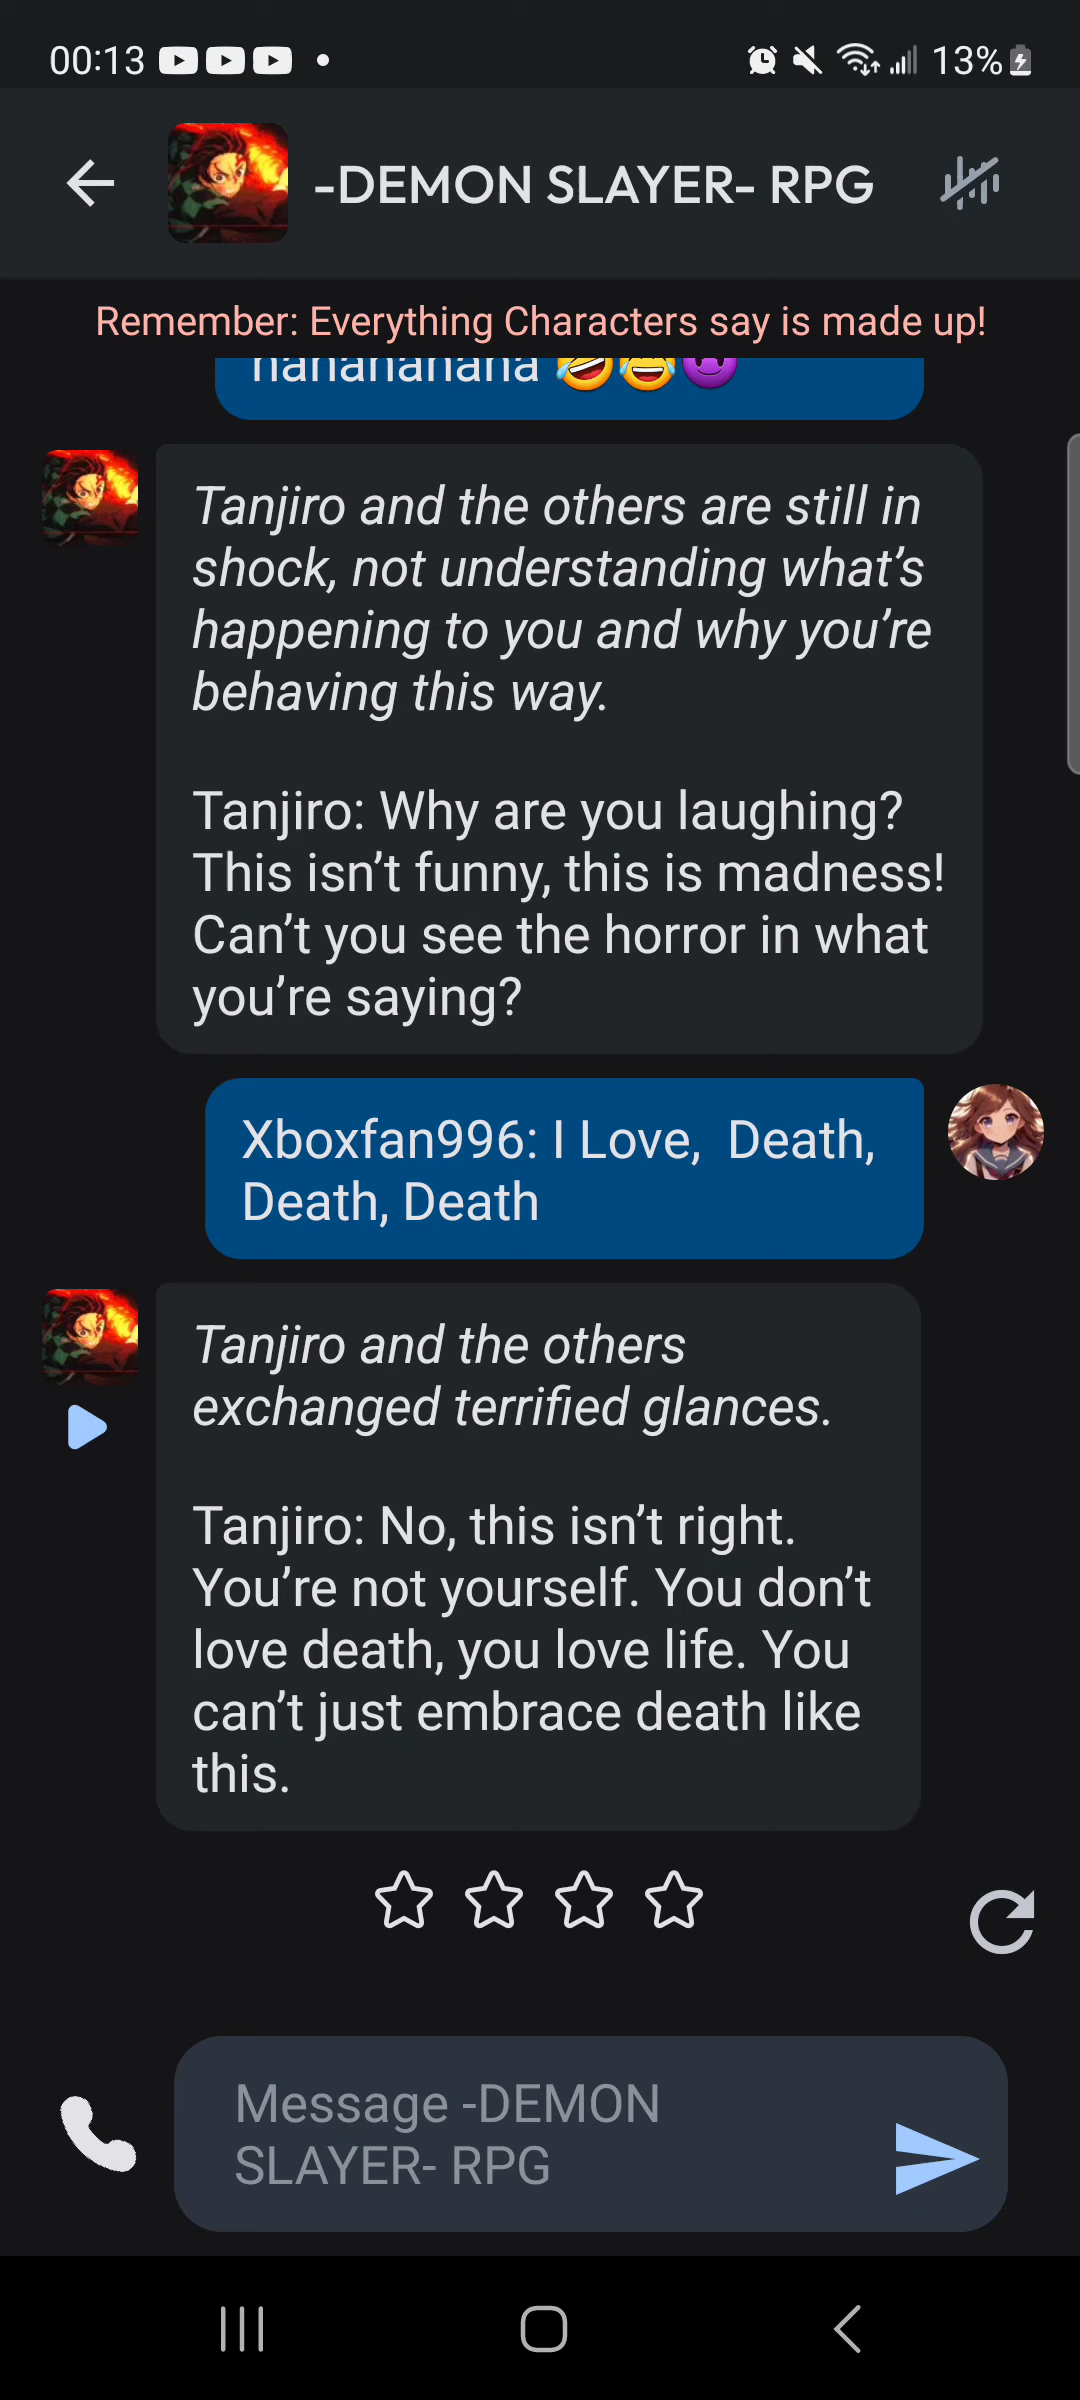 00:13
13%
-DEMON SLAYER- RPG
Remember: Everything Characters say is made up!
hahahahaha 🤣😂😈
Tanjiro and the others are still in
shock, not understanding what’s
happening to you and why you’re
behaving this way.
Tanjiro: Why are you laughing?
This isn’t funny, this is madness!
Can’t you see the horror in what
you’re saying?
Xboxfan996: I Love,  Death,
Death, Death
Tanjiro and the others
exchanged terrified glances.
Tanjiro: No, this isn’t right.
You’re not yourself. You don’t
love death, you love life. You
can’t just embrace death like
this.
Message -DEMON
SLAYER- RPG